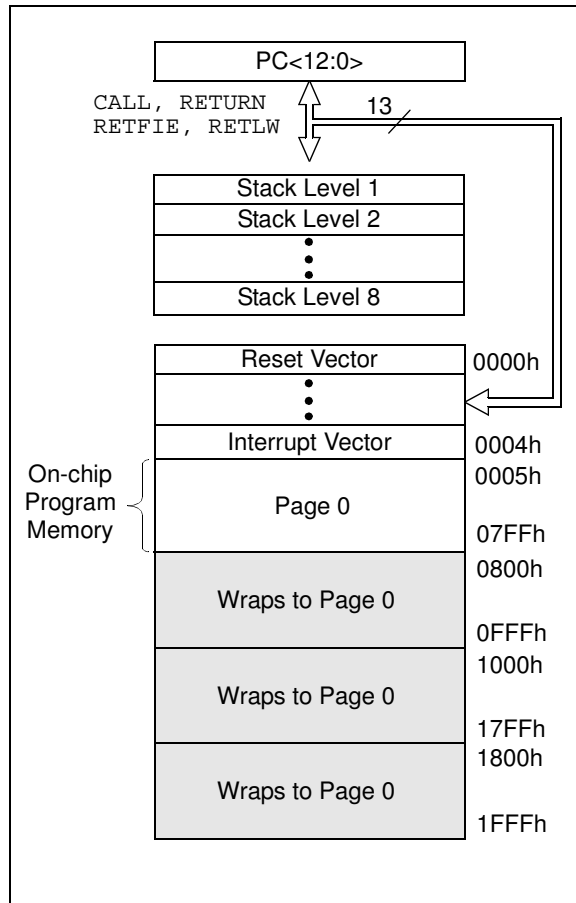 PC<12:0>
CALL, RETURN
RETFIE, RETLW
13
Stack Level 1
Stack Level 2
Stack Level 8
Reset Vector
0000h
Interrupt Vector
0004h
On-chip
Program
Memory
0005h
Page 0
07FFh
0800h
Wraps to Page 0
0FFFh
1000h
Wraps to Page 0
17FFh
1800h
Wraps to Page 0
1FFFh